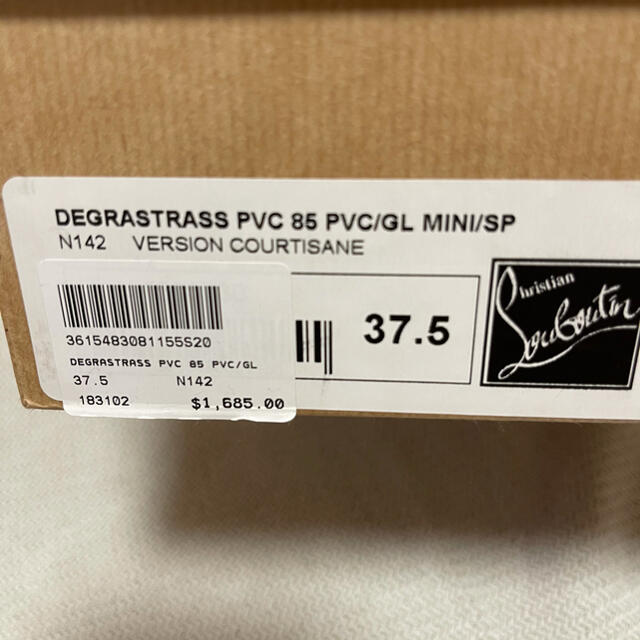 DEGRASTRASS PVC 85 PVC/GL MINI/SP
N142 VERSION COURTISANE
37.5
Christian
Louboutin
3615483081155S20
DEGRASTRASS PVC 85 PVC/GL
37.5 N142
183102 $1,685.00